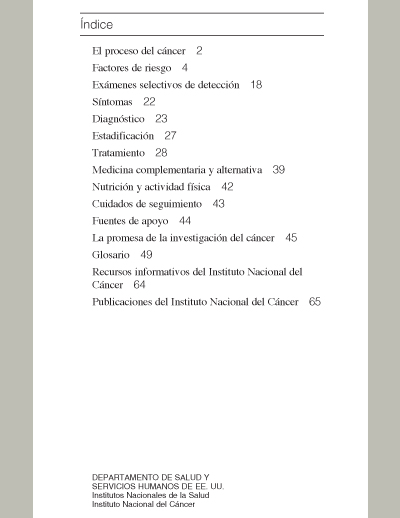 Índice
El proceso del cáncer 2
Factores de riesgo 4
Exámenes selectivos de detección 18
Síntomas 22
Diagnóstico 23
Estadificación 27
Tratamiento 28
Medicina complementaria y alternativa 39
Nutrición y actividad física 42
Cuidados de seguimiento 43
Fuentes de apoyo 44
La promesa de la investigación del cáncer 45
Glosario 49
Recursos informativos del Instituto Nacional del
Cáncer 64
Publicaciones del Instituto Nacional del Cáncer 65
DEPARTAMENTO DE SALUD Y
SERVICIOS HUMANOS DE EE. UU.
Institutos Nacionales de la Salud
Instituto Nacional del Cáncer